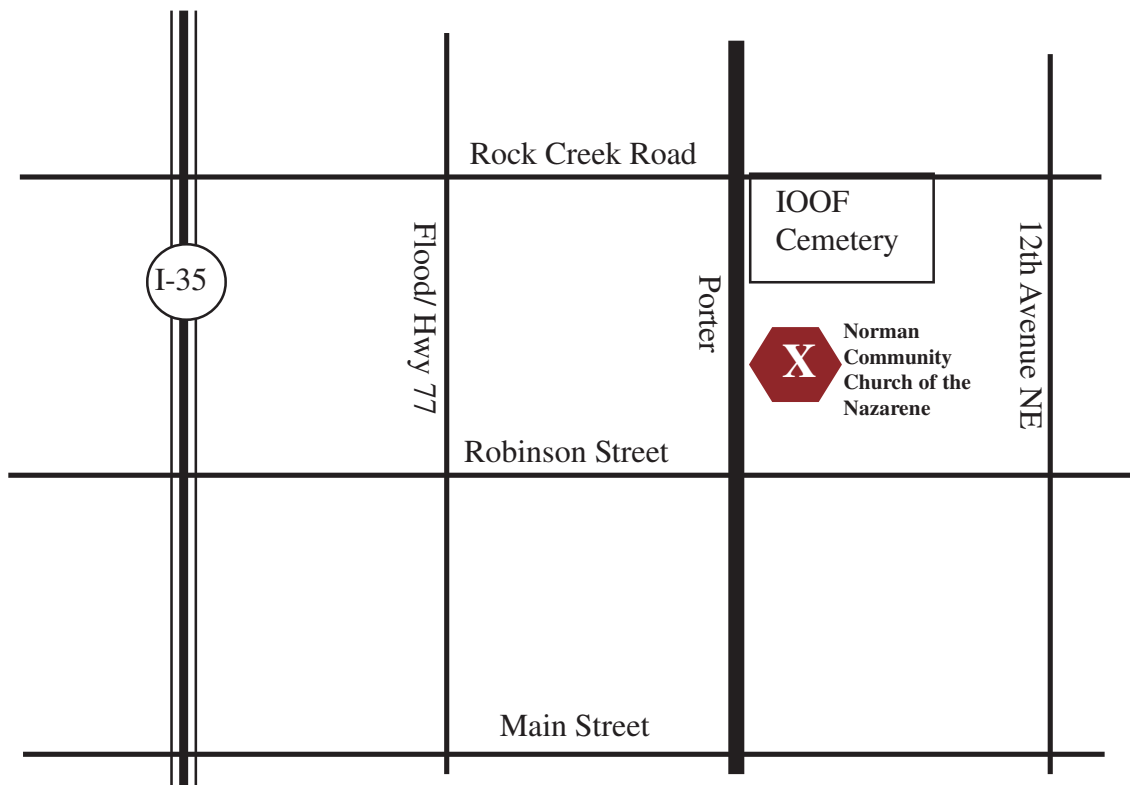 Rock Creek Road
IOOF
Cemetery
I-35
Flood/ Hwy 77
Porter
12th Avenue NE
X
Norman
Community
Church of the
Nazarene
Robinson Street
Main Street